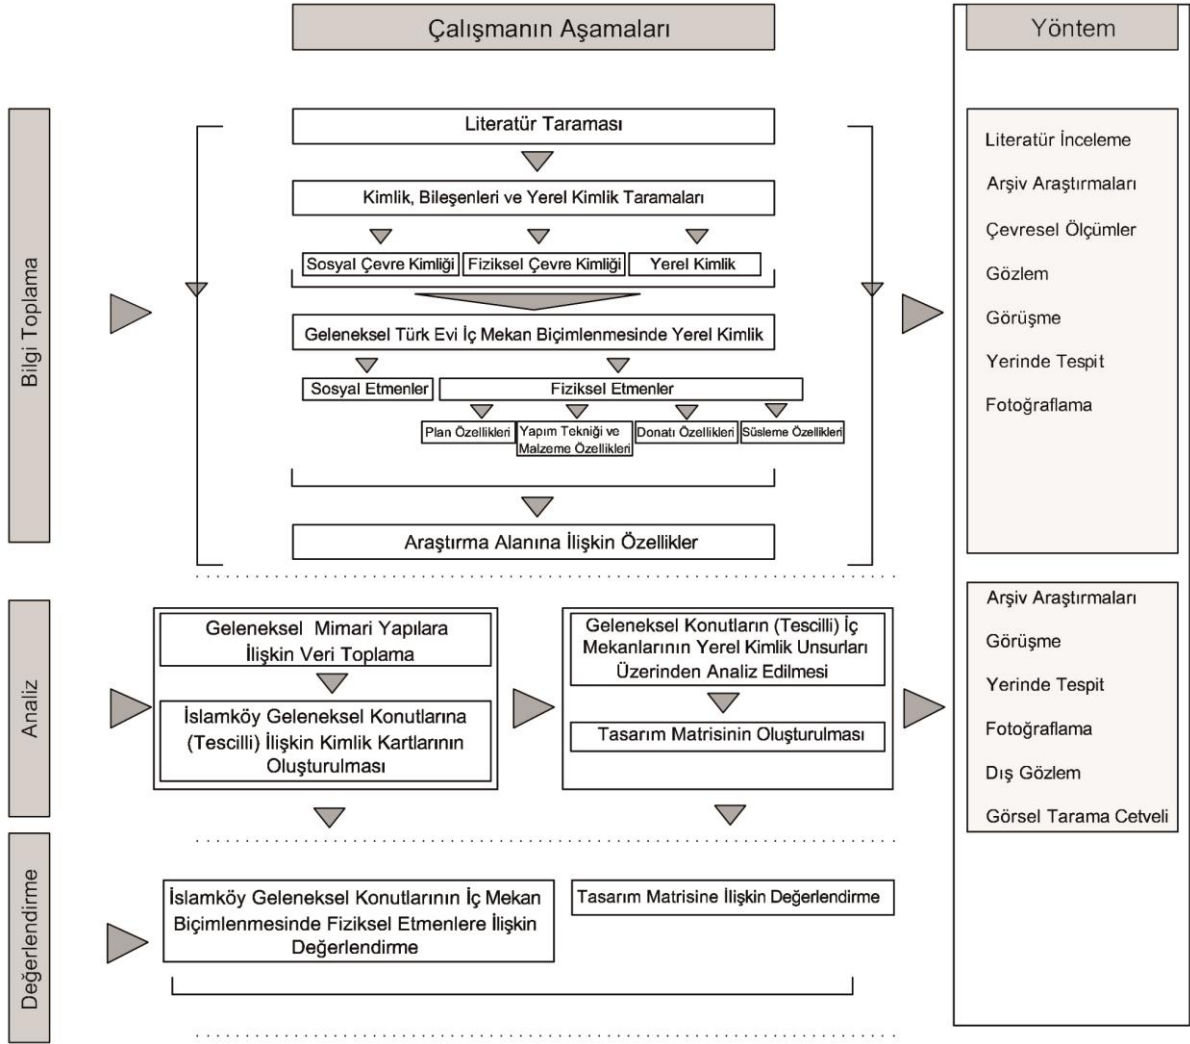 Çalışmanın Aşamaları
Yöntem
Bilgi Toplama
Literatür Taraması
Kimlik, Bileşenleri ve Yerel Kimlik Taramaları
Sosyal Çevre Kimliği
Fiziksel Çevre Kimliği
Yerel Kimlik
Geleneksel Türk Evi İç Mekan Biçimlenmesinde Yerel Kimlik
Sosyal Etmenler
Fiziksel Etmenler
Plan Özellikleri
Yapım Tekniği ve
Malzeme Özellikleri
Donatı Özellikleri
Süsleme Özellikleri
Araştırma Alanına İlişkin Özellikler
Literatür İnceleme
Arşiv Araştırmaları
Çevresel Ölçümler
Gözlem
Görüşme
Yerinde Tespit
Fotoğraflama
Analiz
Geleneksel Mimari Yapılara
İlişkin Veri Toplama
İslamköy Geleneksel Konutlarına
(Tescilli) İlişkin Kimlik Kartlarının
Oluşturulması
Geleneksel Konutların (Tescilli) İç
Mekanlarının Yerel Kimlik Unsurları
Üzerinden Analiz Edilmesi
Tasarım Matrisinin Oluşturulması
Arşiv Araştırmaları
Görüşme
Yerinde Tespit
Fotoğraflama
Dış Gözlem
Görsel Tarama Cetveli
Değerlendirme
İslamköy Geleneksel Konutlarının İç Mekan
Biçimlenmesinde Fiziksel Etmenlere İlişkin
Değerlendirme
Tasarım Matrisine İlişkin Değerlendirme